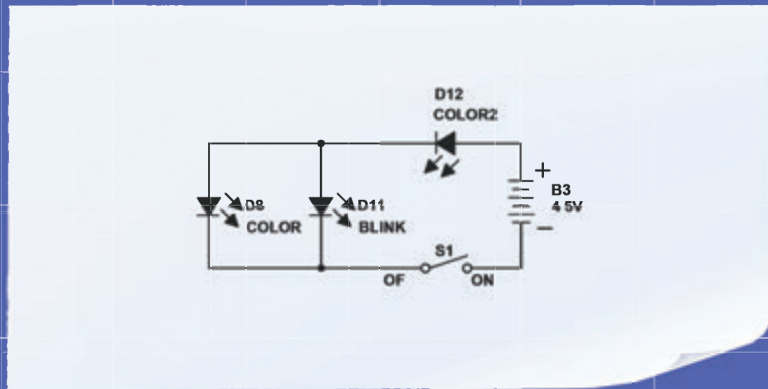 D12
COLOR2
+
B3
4.5V
D8
COLOR
D11
BLINK
−
S1
OF
ON